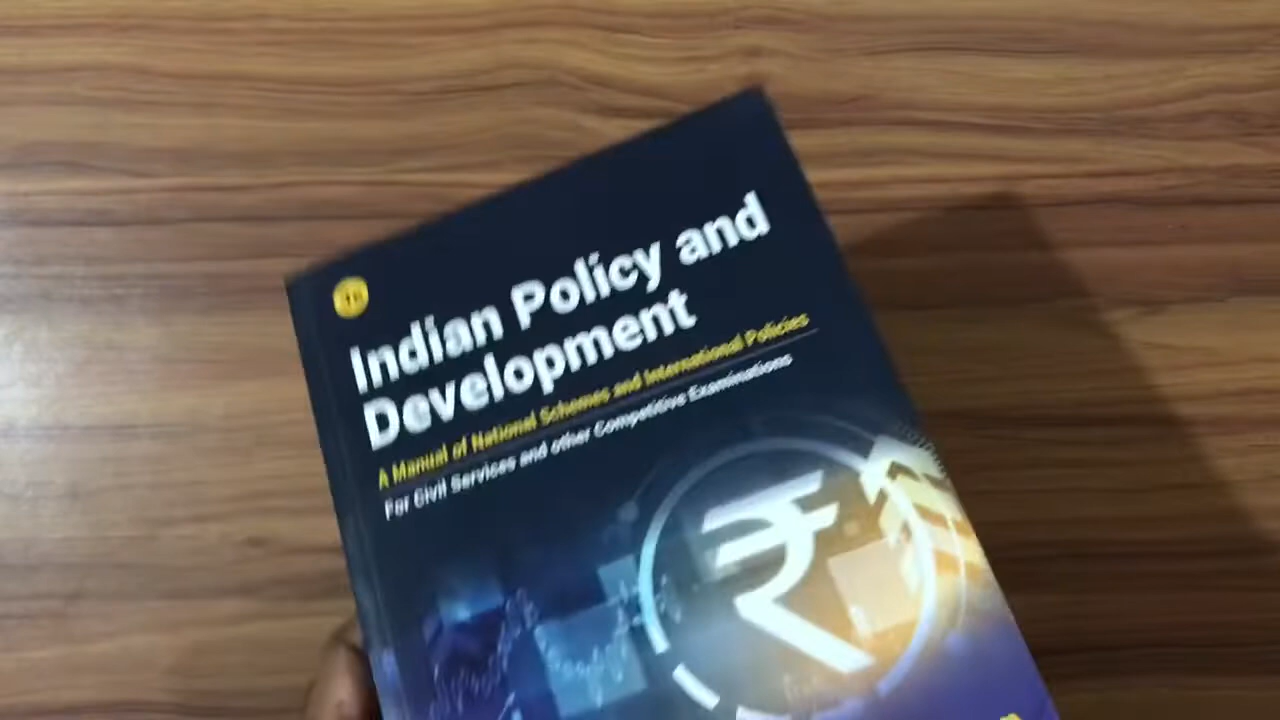 Indian Policy and
Development
A Manual of National Schemes and International Policies
For Civil Services and other Competitive Examinations
₹